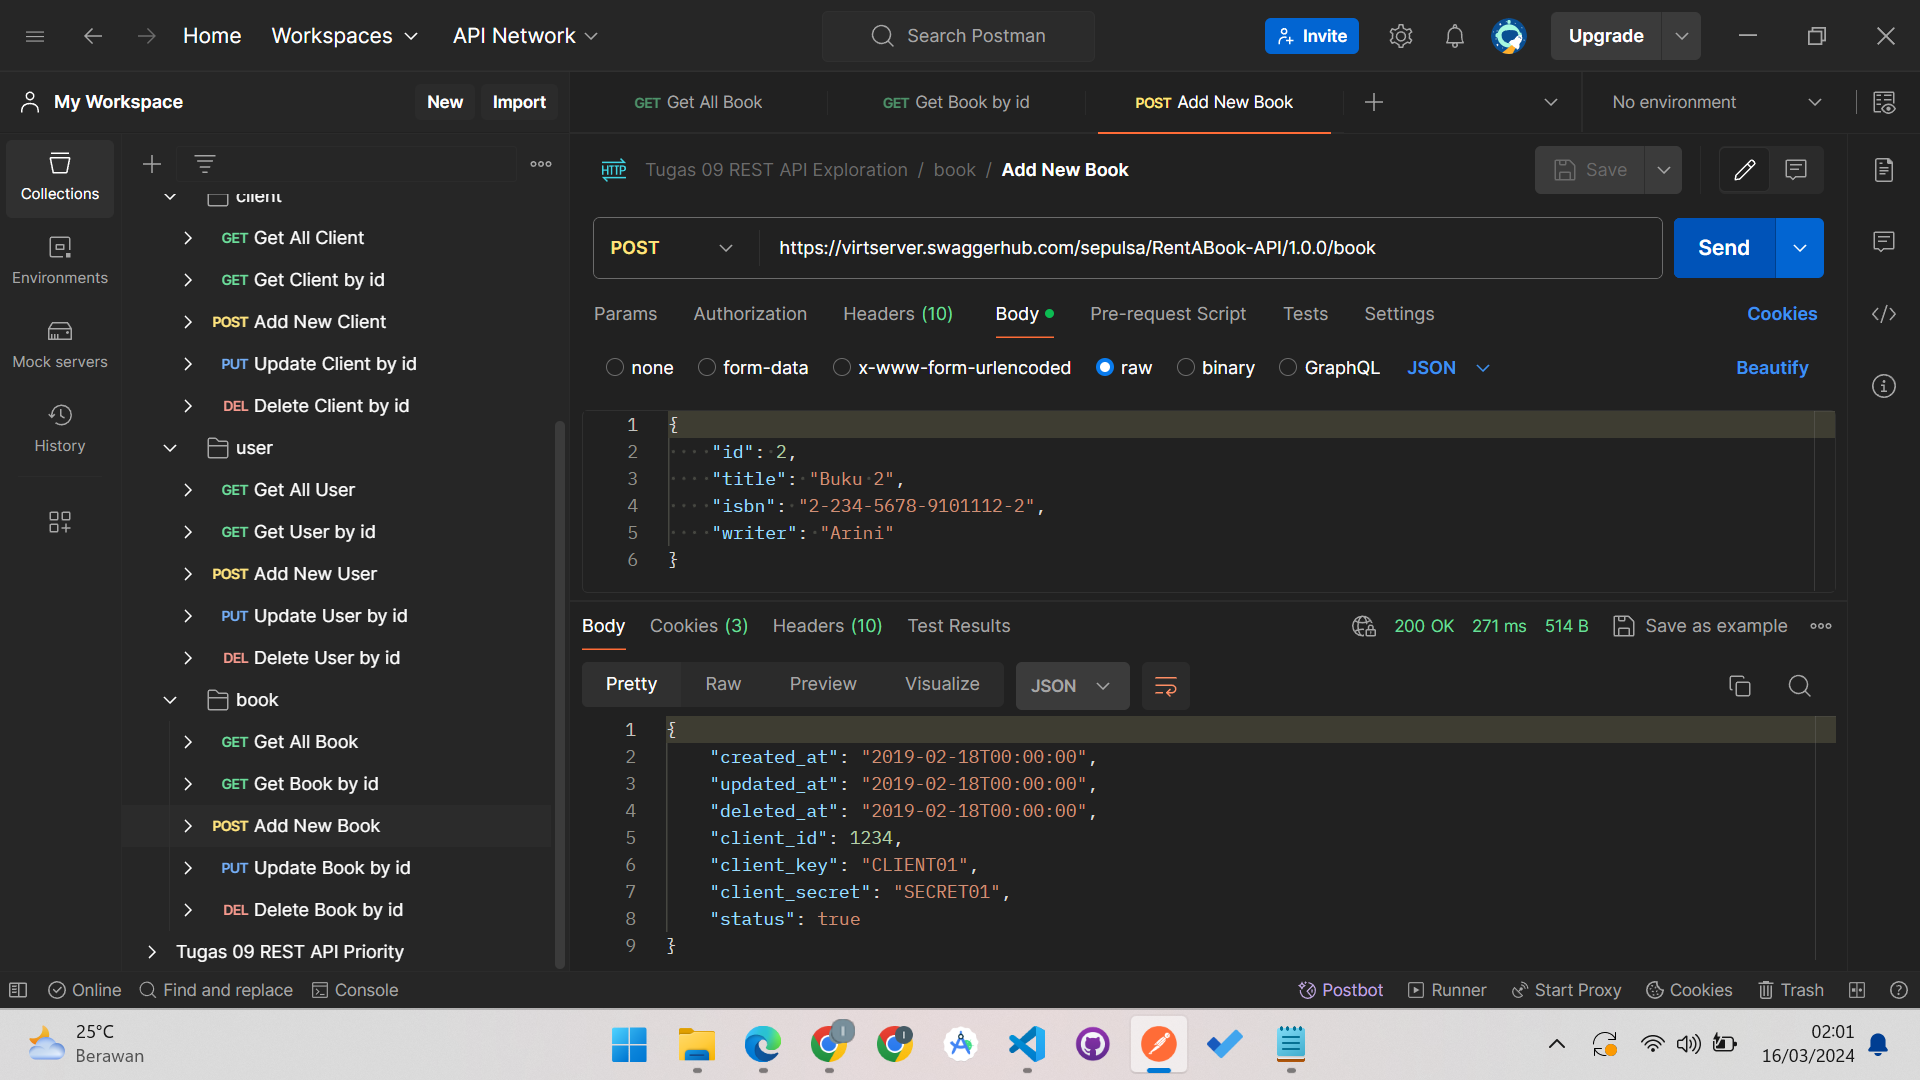 Home Workspaces API Network Search Postman Invite Upgrade
My Workspace New Import GET Get All Book GET Get Book by id POST Add New Book No environment
Collections
Environments
Mock servers
History
client
GET Get All Client
GET Get Client by id
POST Add New Client
PUT Update Client by id
DEL Delete Client by id
user
GET Get All User
GET Get User by id
POST Add New User
PUT Update User by id
DEL Delete User by id
book
GET Get All Book
GET Get Book by id
POST Add New Book
PUT Update Book by id
DEL Delete Book by id
Tugas 09 REST API Priority
HTTP Tugas 09 REST API Exploration / book / Add New Book Save
POST https://virtserver.swaggerhub.com/sepulsa/RentABook-API/1.0.0/book Send
Params Authorization Headers (10) Body Pre-request Script Tests Settings Cookies
none form-data x-www-form-urlencoded raw binary GraphQL JSON Beautify
1 {
2 "id": 2,
3 "title": "Buku 2",
4 "isbn": "2-234-5678-9101112-2",
5 "writer": "Arini"
6 }
Body Cookies (3) Headers (10) Test Results 200 OK 271 ms 514 B Save as example
Pretty Raw Preview Visualize JSON
1 {
2 "created_at": "2019-02-18T00:00:00",
3 "updated_at": "2019-02-18T00:00:00",
4 "deleted_at": "2019-02-18T00:00:00",
5 "client_id": 1234,
6 "client_key": "CLIENT01",
7 "client_secret": "SECRET01",
8 "status": true
9 }
Online Find and replace Console Postbot Runner Start Proxy Cookies Trash
25°C
Berawan
02:01
16/03/2024